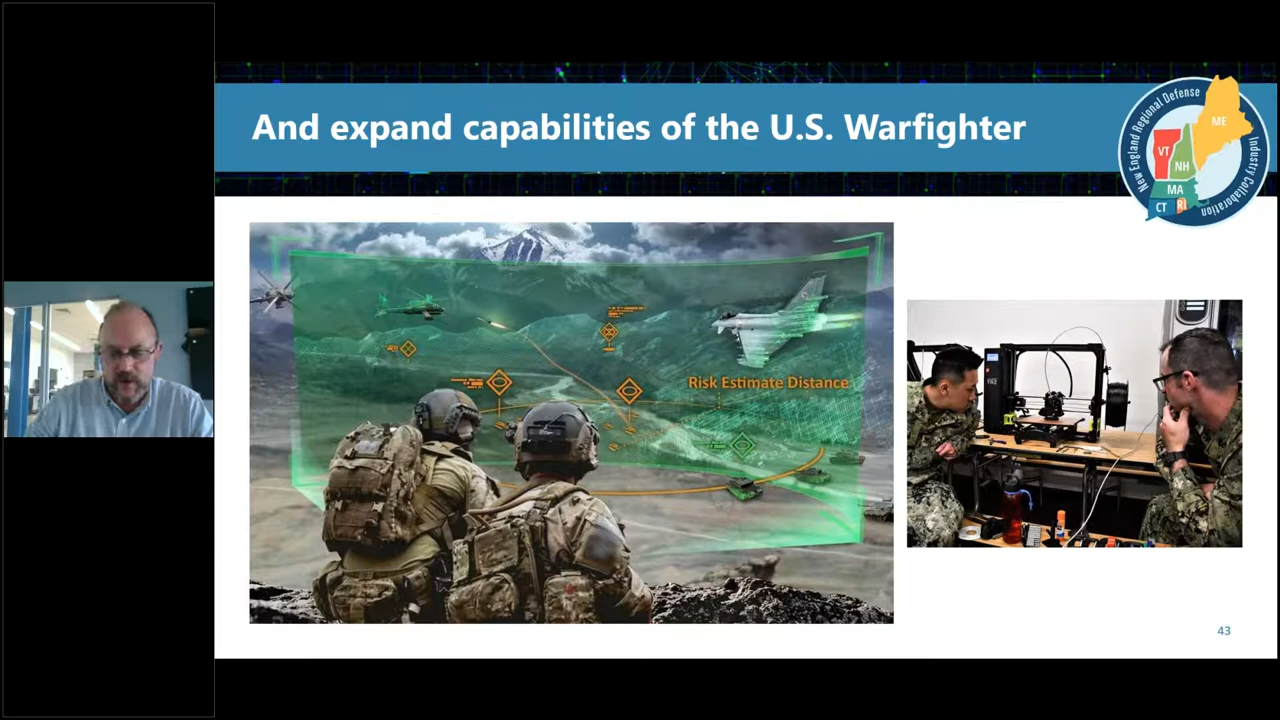 And expand capabilities of the U.S. Warfighter
New England Regional Defense
Industry Collaboration
ME
VT
NH
MA
CT
RI
Risk Estimate Distance
43